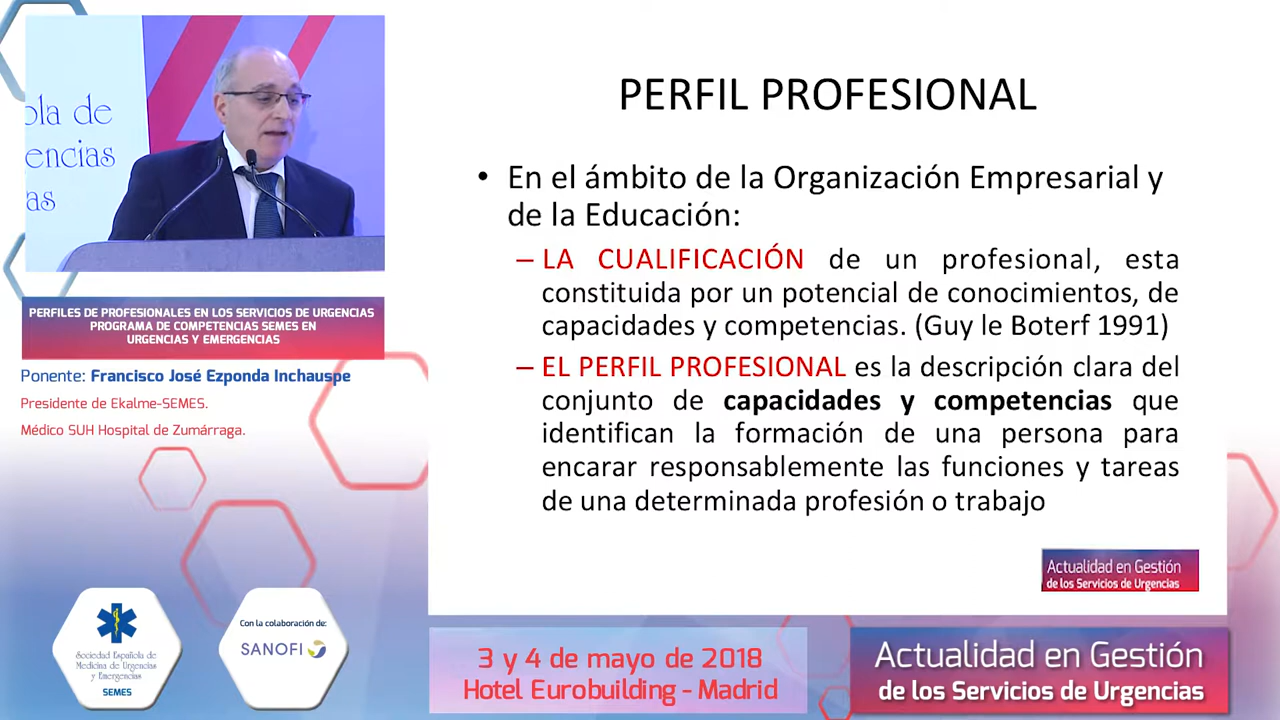 ola de
encias
as
PERFILES DE PROFESIONALES EN LOS SERVICIOS DE URGENCIAS
PROGRAMA DE COMPETENCIAS SEMES EN
URGENCIAS Y EMERGENCIAS
Ponente: Francisco José Ezponda Inchauspe
Presidente de Ekalme-SEMES.
Médico SUH Hospital de Zumárraga.
Sociedad Española de
Medicina de Urgencias
y Emergencias
SEMES
Con la colaboración de:
SANOFI
PERFIL PROFESIONAL
• En el ámbito de la Organización Empresarial y
de la Educación:
– LA CUALIFICACIÓN de un profesional, esta
constituida por un potencial de conocimientos, de
capacidades y competencias. (Guy le Boterf 1991)
– EL PERFIL PROFESIONAL es la descripción clara del
conjunto de capacidades y competencias que
identifican la formación de una persona para
encarar responsablemente las funciones y tareas
de una determinada profesión o trabajo
Actualidad en Gestión
de los Servicios de Urgencias
3 y 4 de mayo de 2018
Hotel Eurobuilding - Madrid
Actualidad en Gestión
de los Servicios de Urgencias